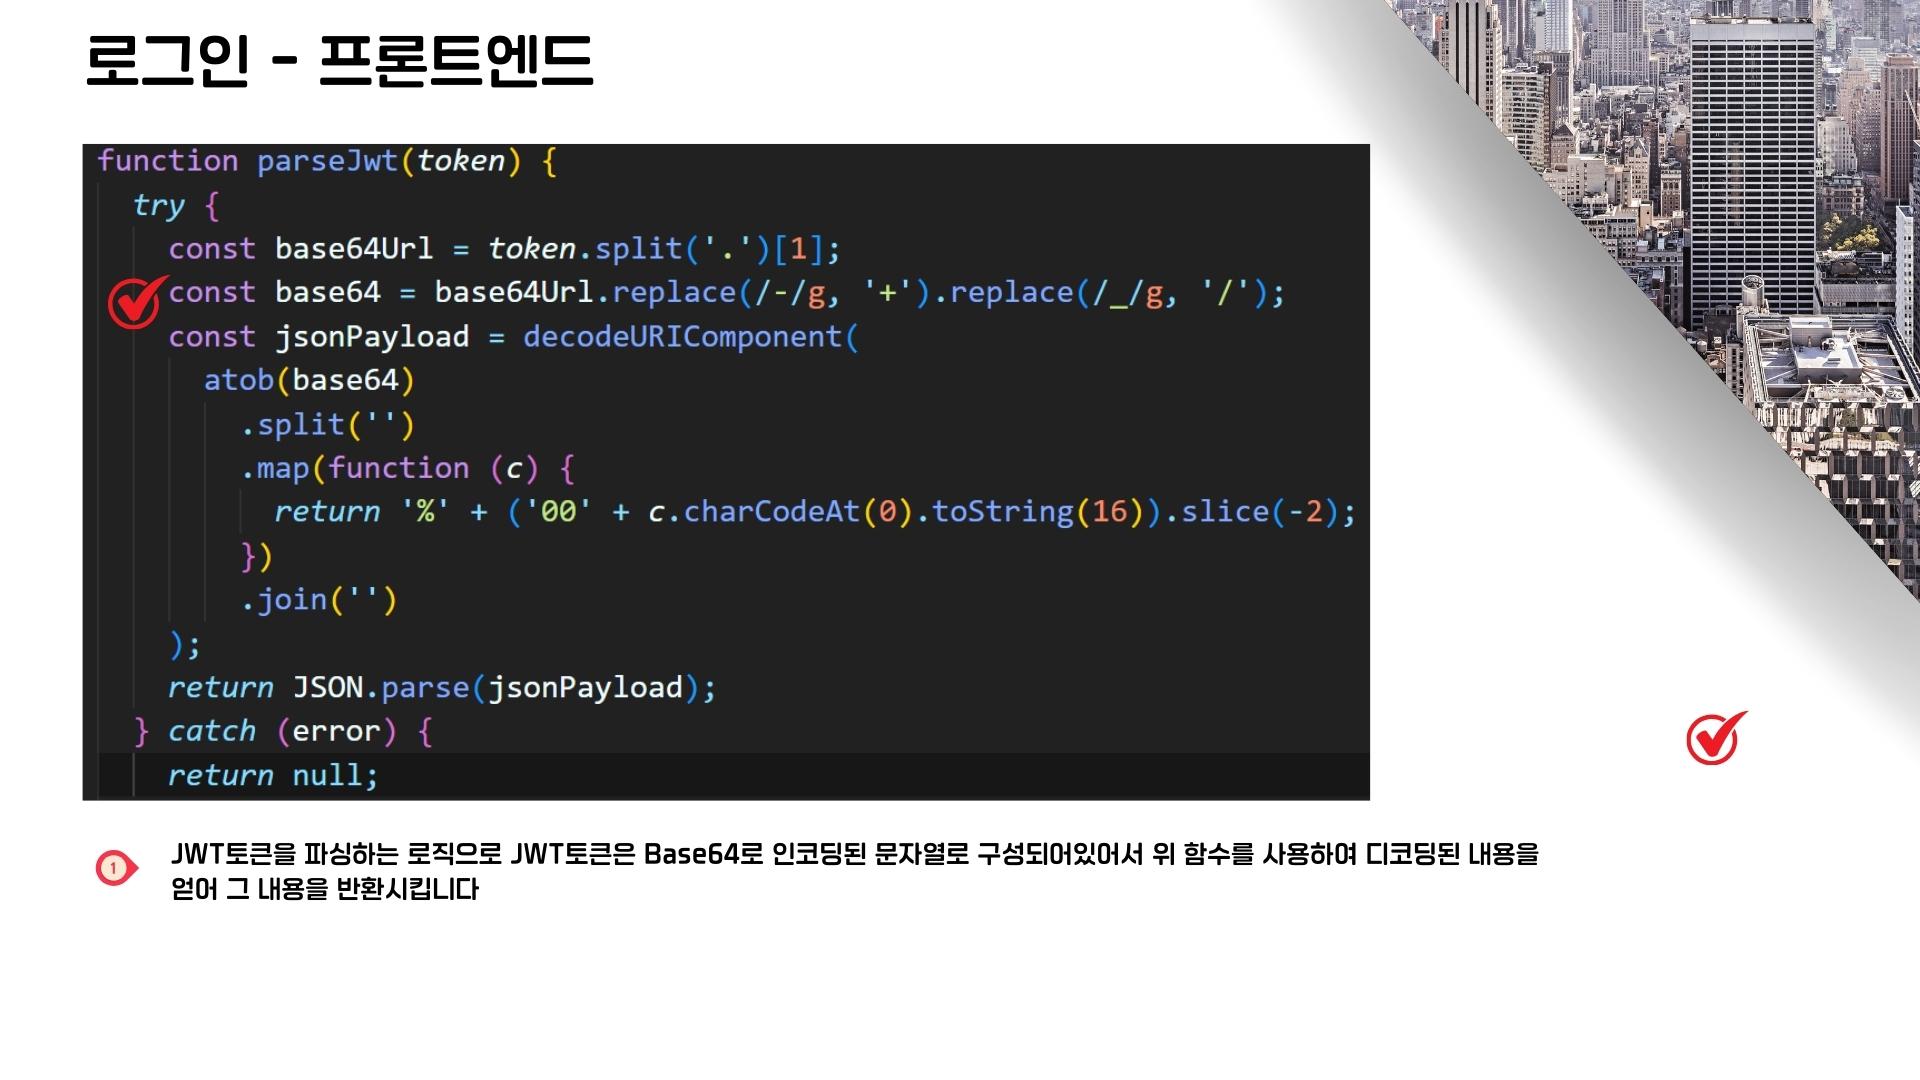 로그인 - 프론트엔드
function parseJwt(token) {
try {
const base64Url = token.split('.')[1];
const base64 = base64Url.replace(/-/g, '+').replace(/_/g, '/');
const jsonPayload = decodeURIComponent(
atob(base64)
.split('')
.map(function (c) {
return '%' + ('00' + c.charCodeAt(0).toString(16)).slice(-2);
})
.join('')
);
return JSON.parse(jsonPayload);
} catch (error) {
return null;
1
JWT토큰을 파싱하는 로직으로 JWT토큰은 Base64로 인코딩된 문자열로 구성되어있어서 위 함수를 사용하여 디코딩된 내용을
얻어 그 내용을 반환시킵니다